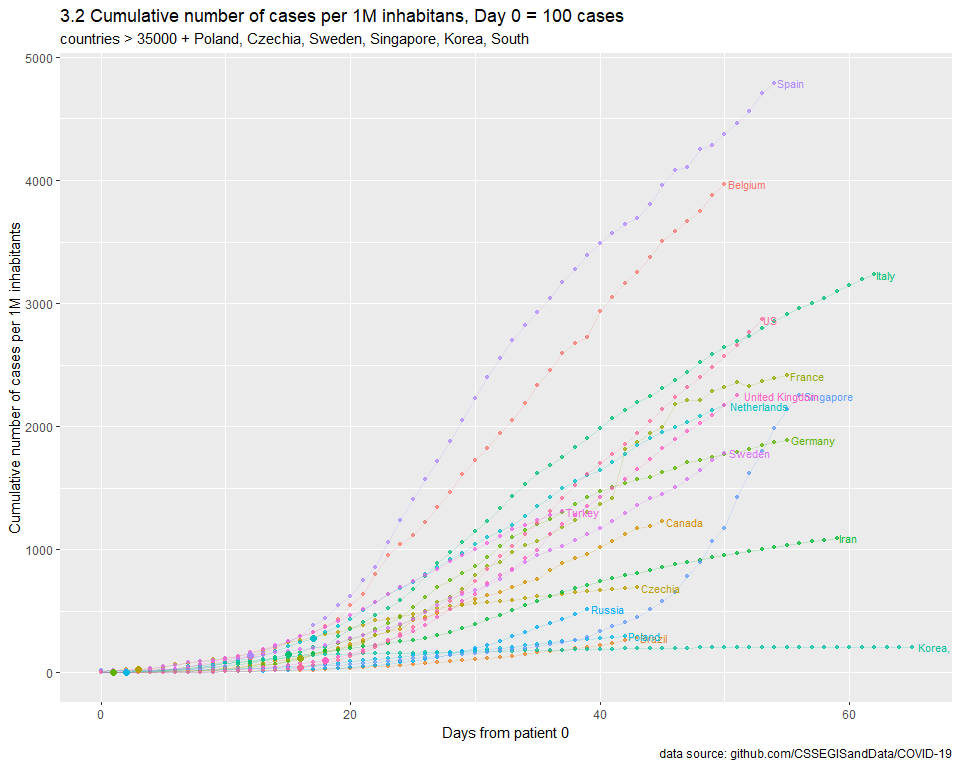 3.2 Cumulative number of cases per 1M inhabitans, Day 0 = 100 cases
countries > 35000 + Poland, Czechia, Sweden, Singapore, Korea, South
5000
4000
3000
2000
1000
0
Cumulative number of cases per 1M inhabitants
Spain
Belgium
Italy
US
France
United Kingdom
Singapore
Netherlands
Germany
Sweden
Turkey
Canada
Iran
Czechia
Russia
Poland
Brazil
Korea,
0
20
40
60
Days from patient 0
data source: github.com/CSSEGISandData/COVID-19